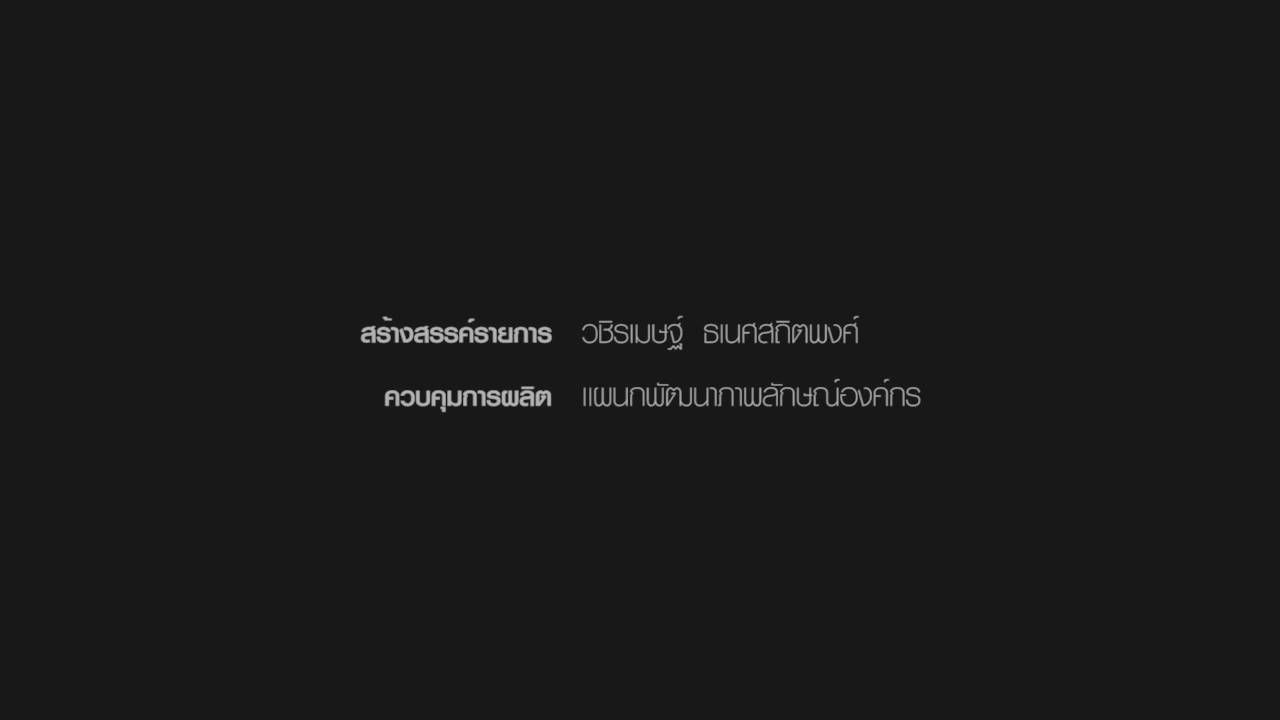 สร้างสรรค์รายการ วชิรเมษฐ์ ธเนศสถิตพงศ์
ควบคุมการผลิต แผนกพัฒนาภาพลักษณ์องค์กร